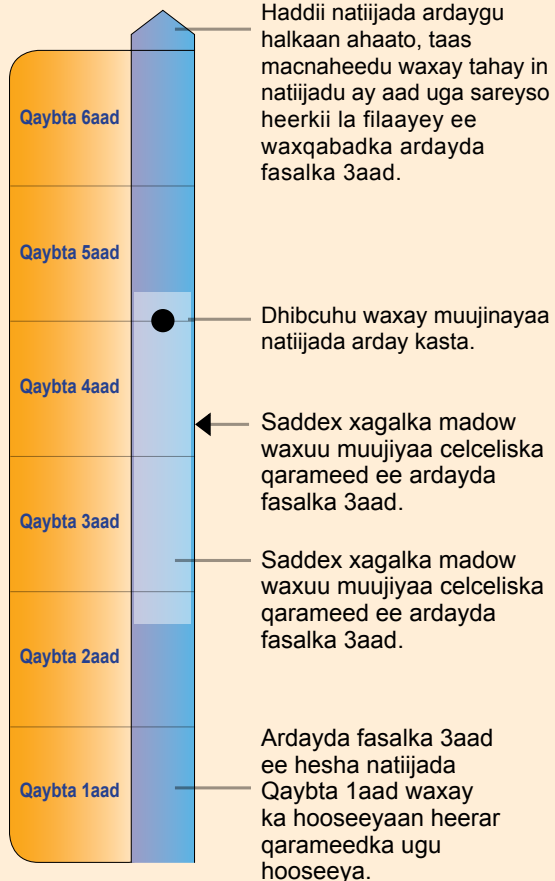 Haddii natiijada ardaygu
halkaan ahaato, taas
macnaheedu waxay tahay in
natiijadu ay aad uga sareyso
heerkii la filaayey ee
waxqabadka ardayda
fasalka 3aad.
Qaybta 6aad
Qaybta 5aad
Dhibcuhu waxay muujinayaa
natiijada arday kasta.
Qaybta 4aad
Saddex xagalka madow
waxuu muujiyaa celceliska
qarameed ee ardayda
fasalka 3aad.
Qaybta 3aad
Saddex xagalka madow
waxuu muujiyaa celceliska
qarameed ee ardayda
fasalka 3aad.
Qaybta 2aad
Ardayda fasalka 3aad
ee hesha natiijada
Qaybta 1aad waxay
ka hooseeyaan heerar
qarameedka ugu
hooseeya.
Qaybta 1aad